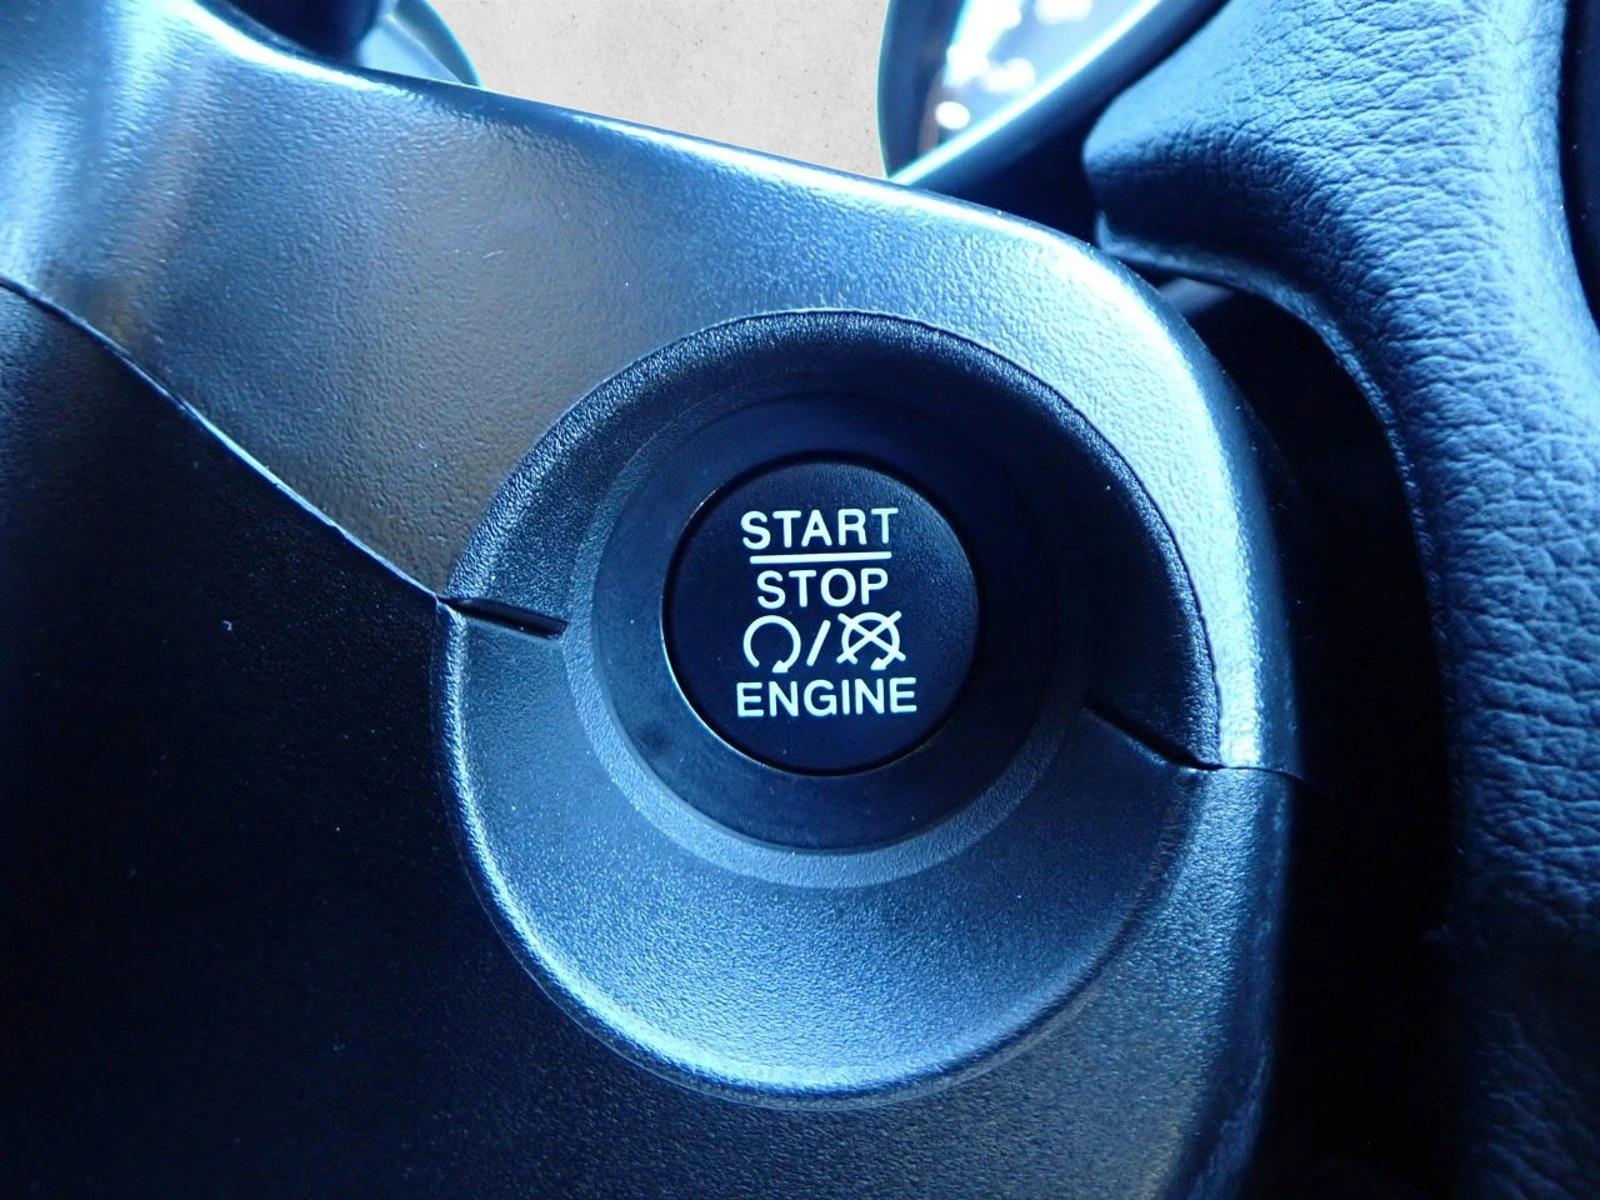 START
STOP
/
ENGINE